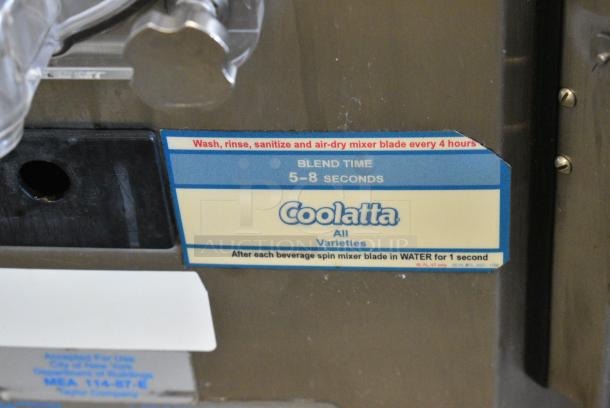 Wash, rinse, sanitize and air-dry mixer blade every 4 hours
BLEND TIME
5-8 SECONDS
Coolatta
All
Varieties
After each beverage spin mixer blade in WATER for 1 second
AUCTION GROUP
Accepted For Use
City of New York
Department of Buildings
MEA 114-87-E
Taylor Company